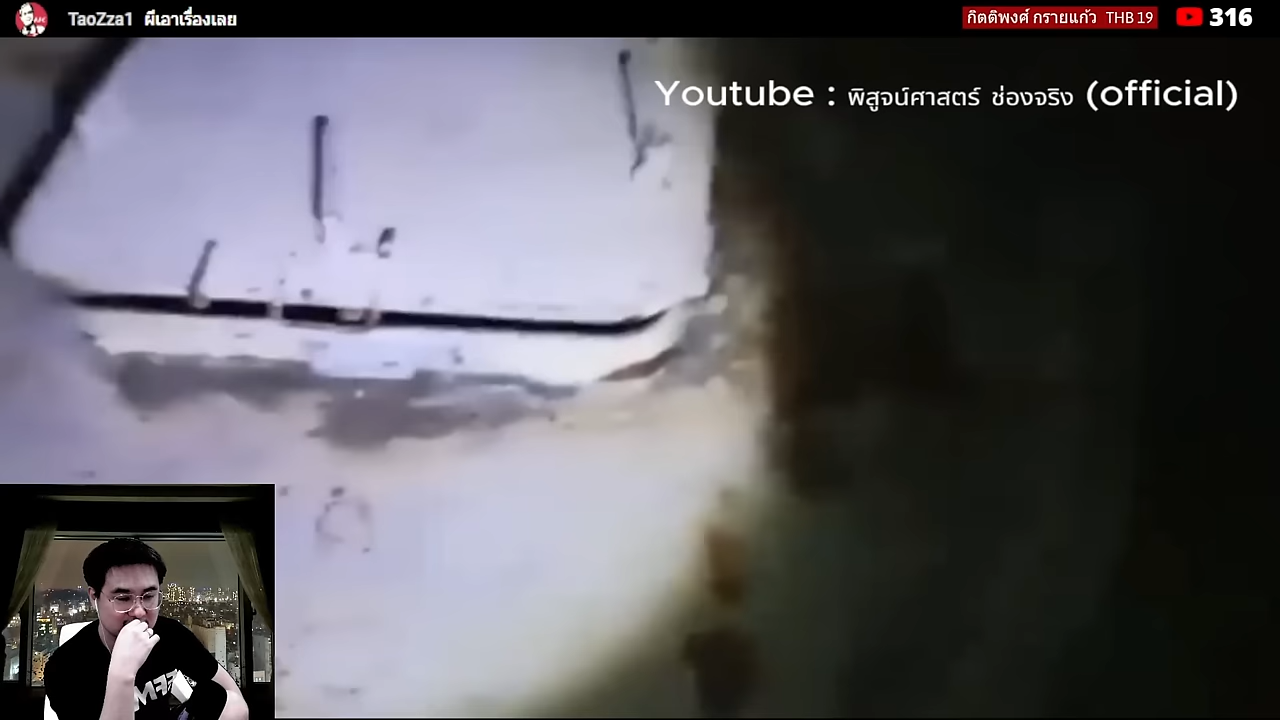 TaoZza1 ผีเอาเรื่องเลย
กิตติพงศ์ กรายแก้ว THB 19
316
Youtube : พิสูจน์ศาสตร์ ช่องจริง (official)